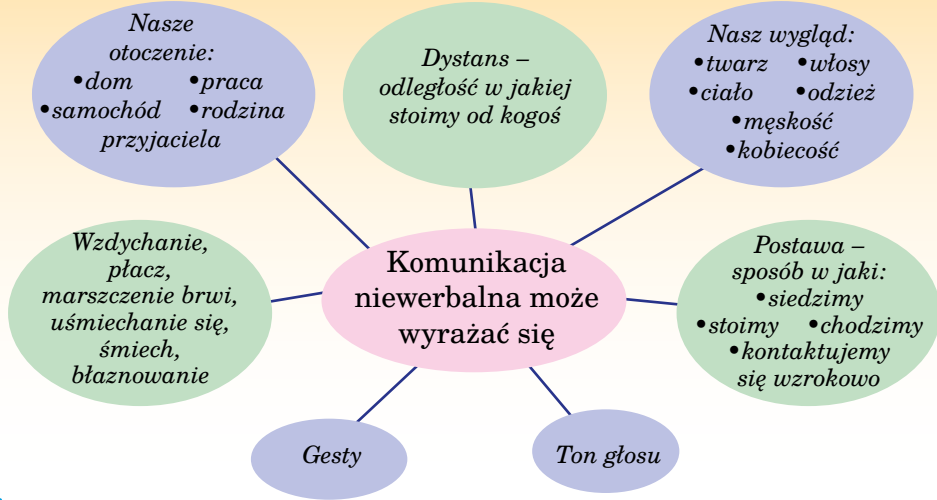 Nasze
otoczenie:
•dom •praca
•samochód •rodzina
przyjaciela
Dystans –
odległość w jakiej
stoimy od kogoś
Nasz wygląd:
•twarz •włosy
•ciało •odzież
•męskość
•kobiecość
Wzdychanie,
płacz,
marszczenie brwi,
uśmiechanie się,
śmiech,
błaznowanie
Komunikacja
niewerbalna może
wyrażać się
Postawa –
sposób w jaki:
•siedzimy
•stoimy •chodzimy
•kontaktujemy
się wzrokowo
Gesty
Ton głosu